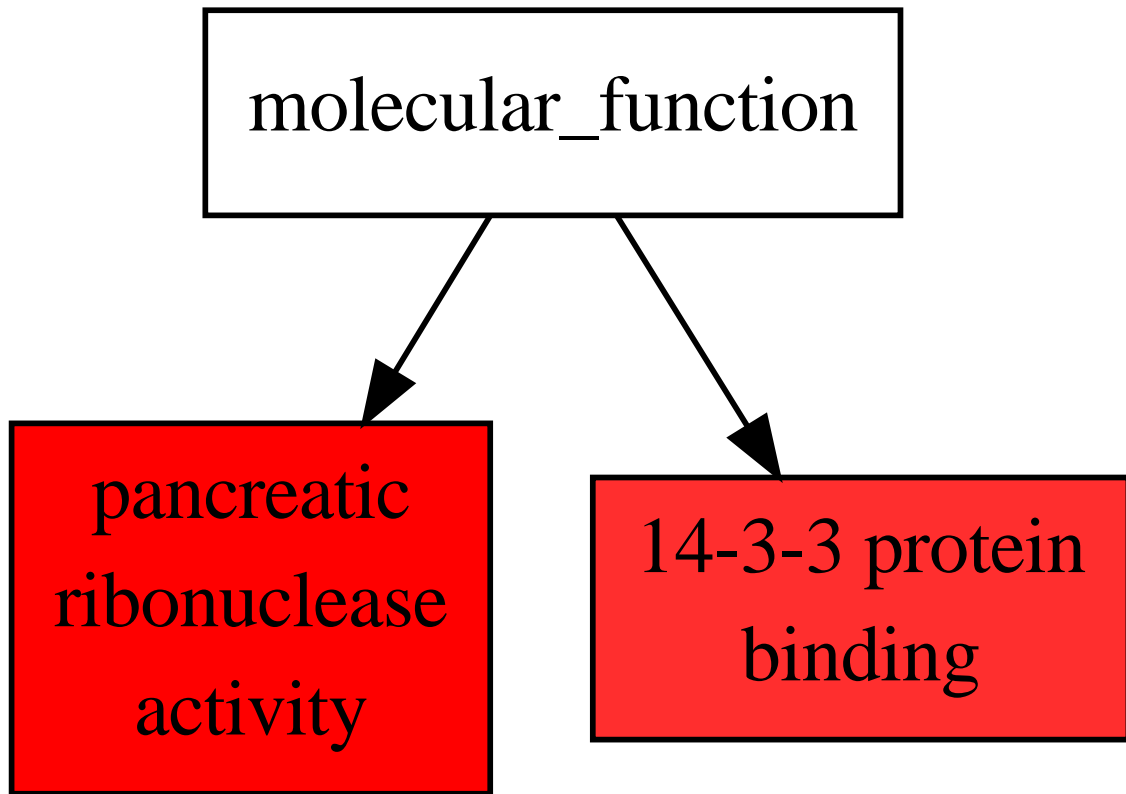 molecular_function
pancreatic
ribonuclease
activity
14-3-3 protein
binding